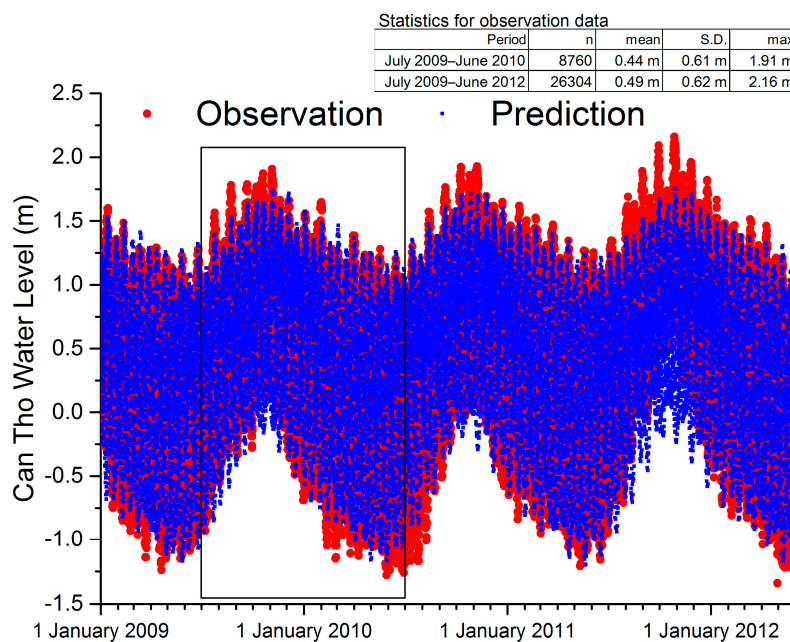 Statistics for observation data
Period n mean S.D. max
July 2009–June 2010 8760 0.44 m 0.61 m 1.91 m
July 2009–June 2012 26304 0.49 m 0.62 m 2.16 m
Observation Prediction
Can Tho Water Level (m)
2.5
2.0
1.5
1.0
0.5
0.0
-0.5
-1.0
-1.5
1 January 2009 1 January 2010 1 January 2011 1 January 2012